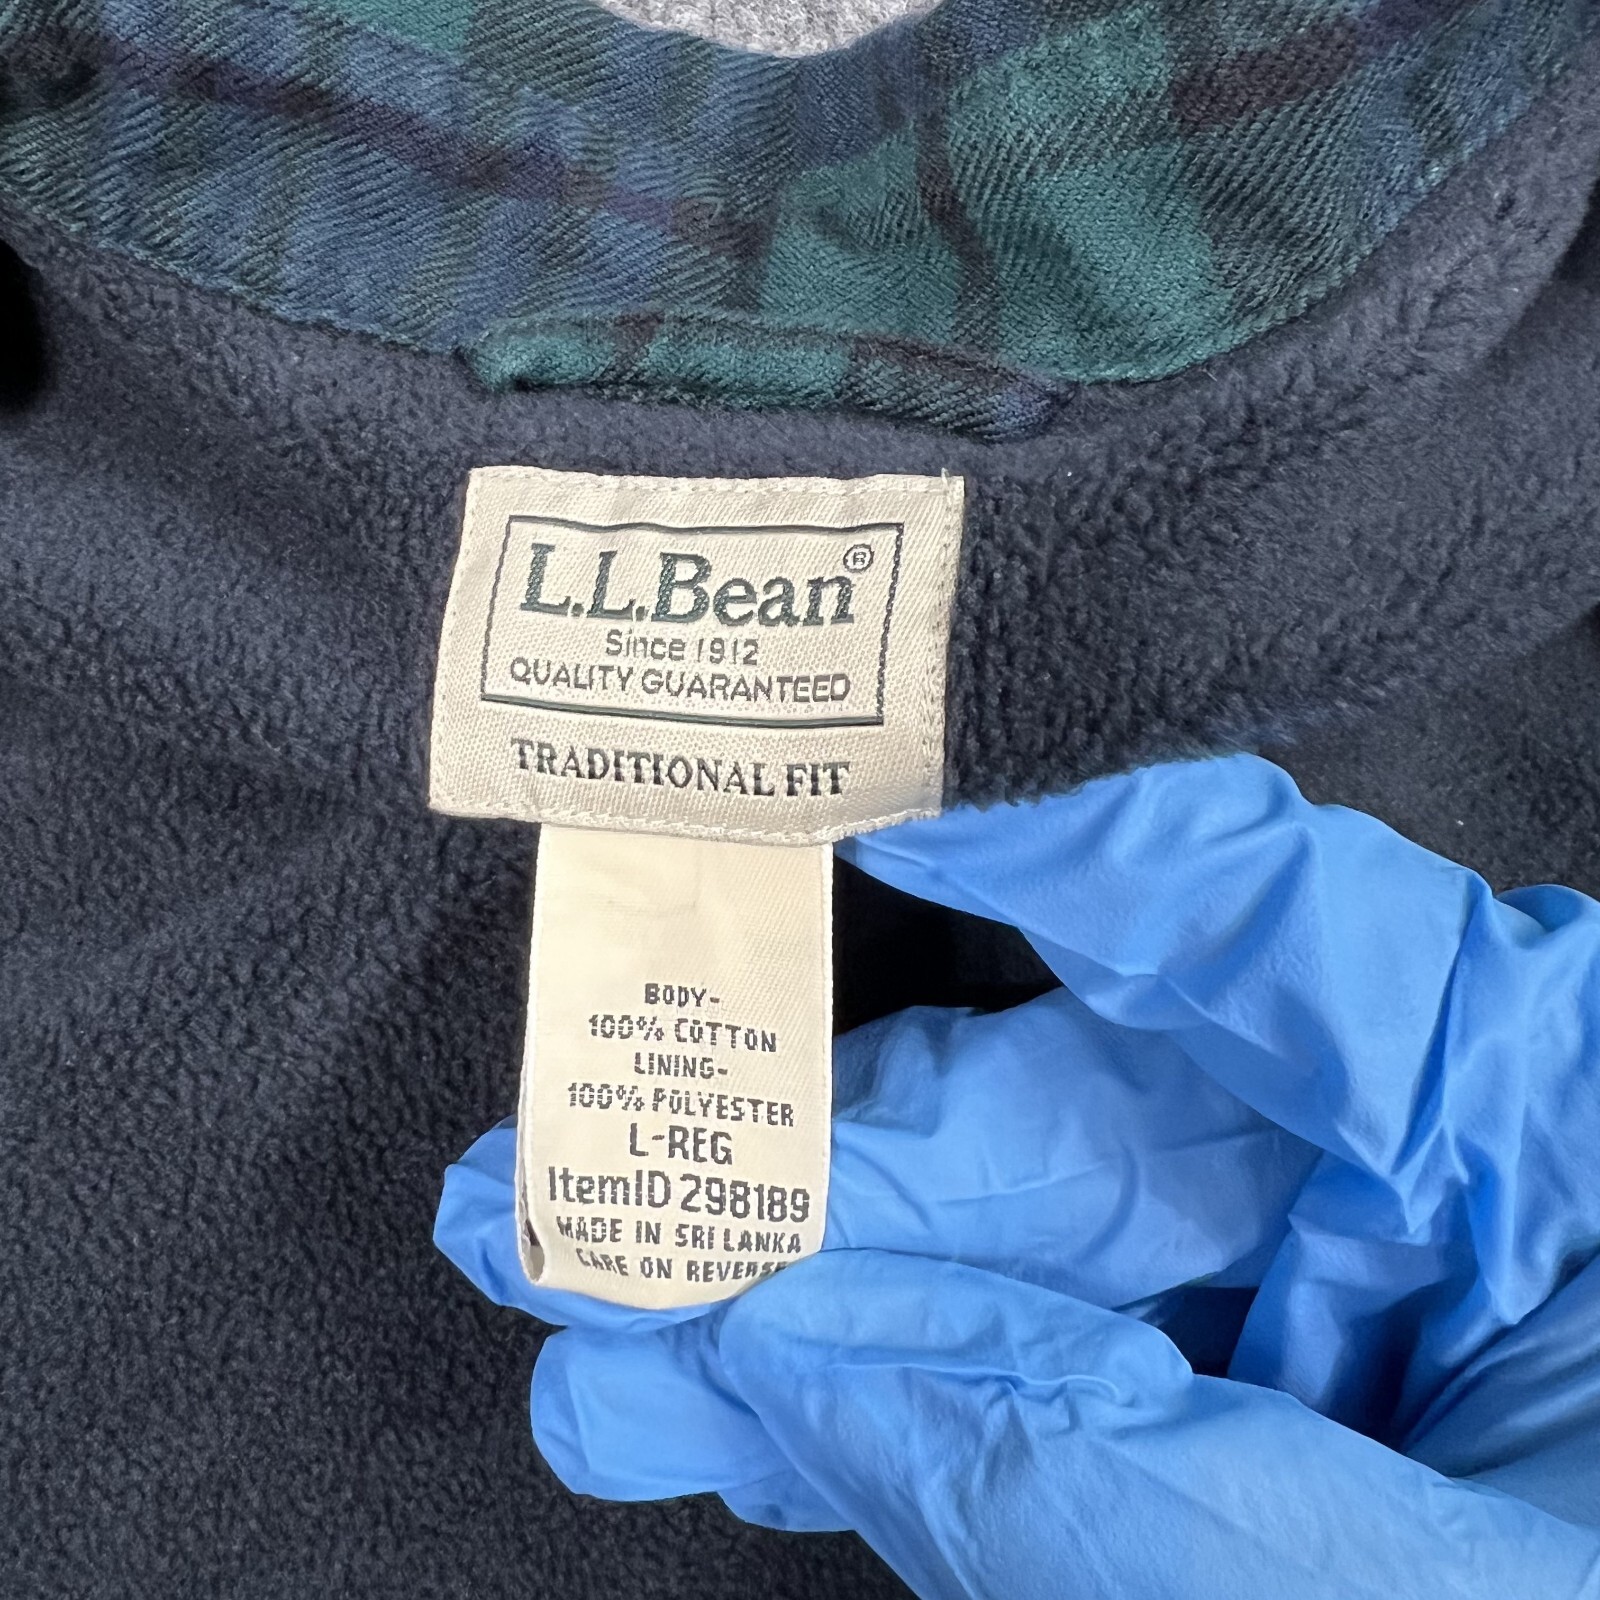 L.L.Bean®
Since 1912
QUALITY GUARANTEED
TRADITIONAL FIT
BODY-
100% COTTON
LINING-
100% POLYESTER
L-REG
ItemID 298189
MADE IN SRI LANKA
CARE ON REVERSE